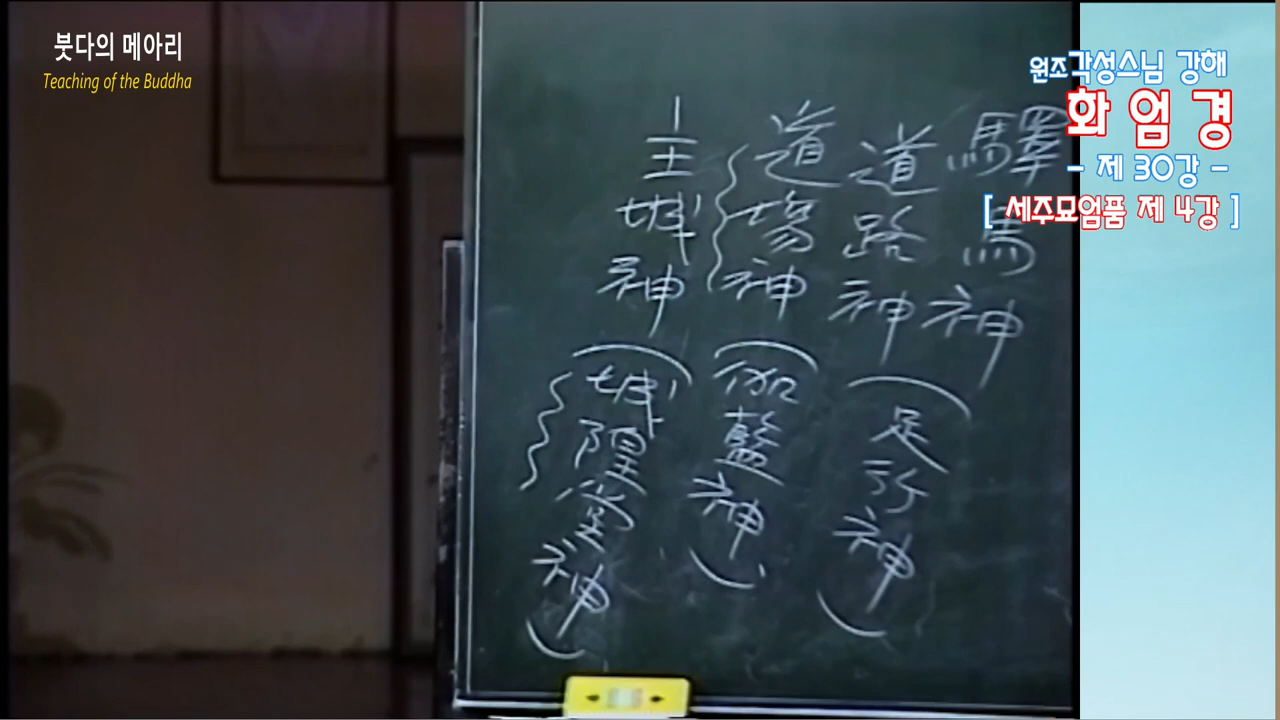 붓다의 메아리
Teaching of the Buddha
원조각성스님 강해
화엄경
- 제 30강 -
[ 세주묘엄품 제 4강 ]
驛馬神
道路神
(足行神)
道場神
(伽藍神)
主城神
(城隍堂神)